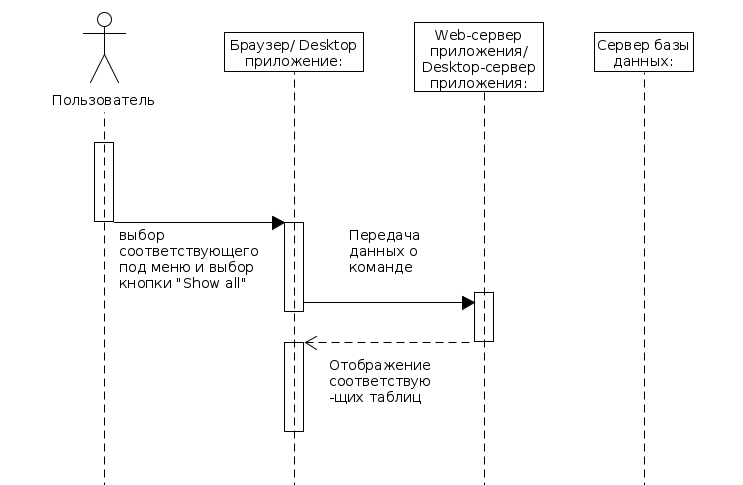 Пользователь
Браузер/ Desktop
приложение:
Web-сервер
приложения/
Desktop-сервер
приложения:
Сервер базы
данных:
выбор
соответствующего
под меню и выбор
кнопки "Show all"
Передача
данных о
команде
Отображение
соответствую
-щих таблиц